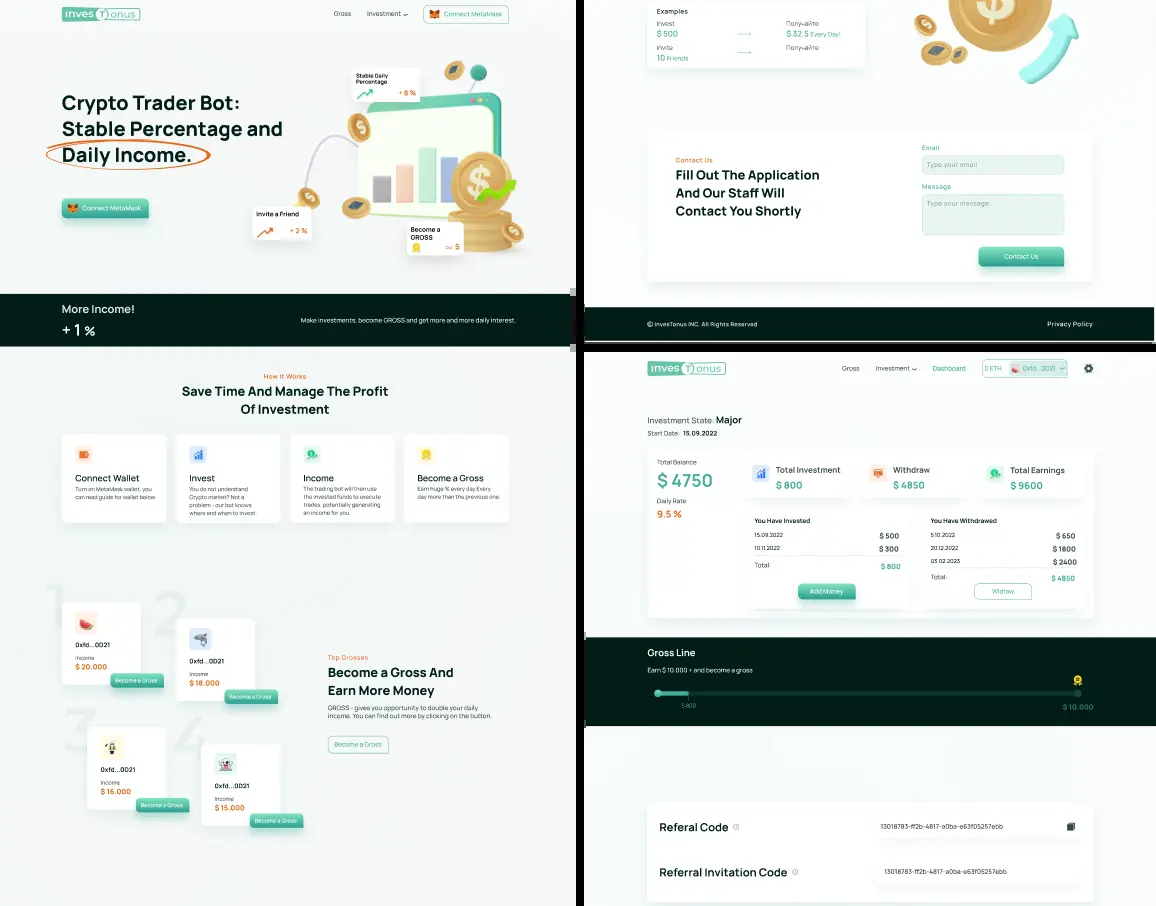 invesTonus
Gross
Investment
Connect MetaMask
Crypto Trader Bot:
Stable Percentage and
Daily Income.
Connect MetaMask
Stable Daily
Percentage
+ 8 %
Invite a Friend
+ 2 %
Become a
GROSS
$
More Income!
+ 1 %
Make investments, become GROSS and get more and more daily interest.
How It Works
Save Time And Manage The Profit
Of Investment
Connect Wallet
Turn on MetaMask wallet, you
can read guide for wallet below.
Invest
You do not understand
Crypto market? Not a
problem - our bot knows
where and when to invest.
Income
The trading bot will then use
the invested funds to execute
trades, potentially generating
an income for you.
Become a Gross
Earn huge % every day. Every
day more than the previous one.
1
0xfd...0D21
Income
$ 20.000
Become a Gross
2
0xfd...0D21
Income
$ 18.000
Become a Gross
3
0xfd...0D21
Income
$ 16.000
Become a Gross
4
0xfd...0D21
Income
$ 15.000
Become a Gross
Top Grosses
Become a Gross And
Earn More Money
GROSS - gives you opportunity to double your daily
income. You can find out more by clicking on the button.
Become a Gross
Examples
Invest
$ 500
Получайте
$ 32.5 Every Day!
Invite
10 Friends
Получайте
Contact Us
Fill Out The Application
And Our Staff Will
Contact You Shortly
Email
Type your email
Message
Type your message...
Contact Us
© InvesTonus INC. All Rights Reserved
Privacy Policy
invesTonus
Gross
Investment
Dashboard
0 ETH
0xfd...0D21
Investment State: Major
Start Date: 15.09.2022
Total Balance
$ 4750
Daily Rate
9.5 %
Total Investment
$ 800
Withdraw
$ 4850
Total Earnings
$ 9600
You Have Invested
15.09.2022 $ 500
10.11.2022 $ 300
Total: $ 800
Add Money
You Have Withdrawed
5.10.2022 $ 650
20.12.2022 $ 1800
03.02.2023 $ 2400
Total: $ 4850
Widraw
Gross Line
Earn $ 10.000 + and become a gross
$ 800
$ 10.000
Referal Code
13018783-ff2b-4817-a0ba-e63f05257ebb
Referral Invitation Code
13018783-ff2b-4817-a0ba-e63f05257ebb